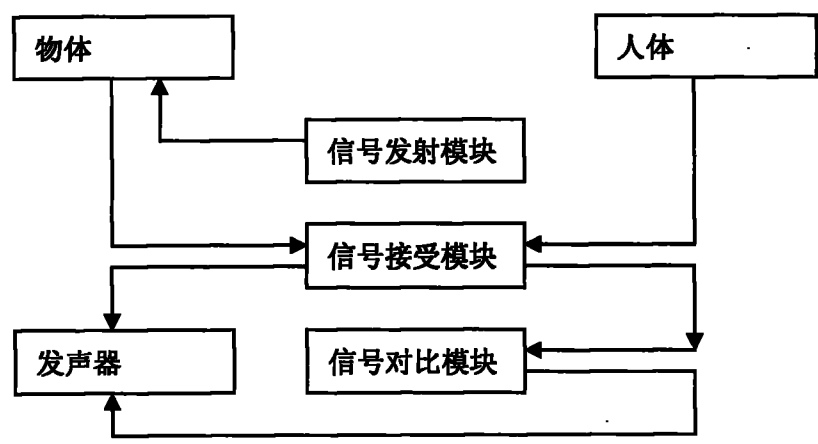 物体
人体
信号发射模块
信号接受模块
发声器
信号对比模块